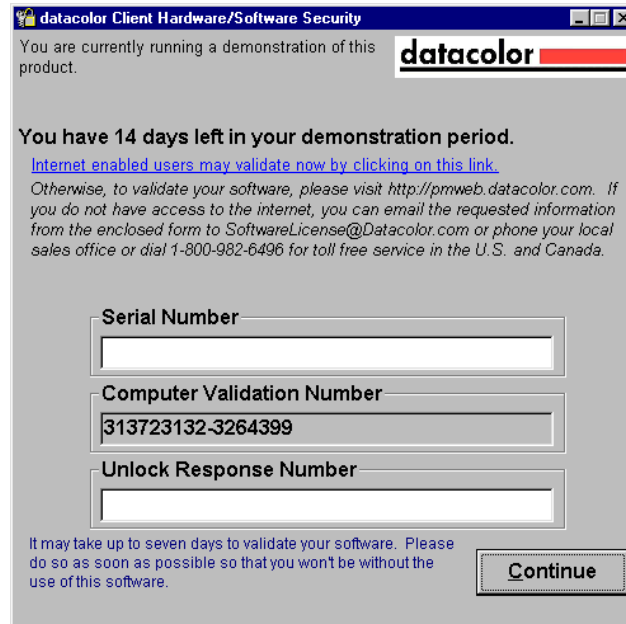 datacolor Client Hardware/Software Security
You are currently running a demonstration of this
product.
datacolor
You have 14 days left in your demonstration period.
Internet enabled users may validate now by clicking on this link.
Otherwise, to validate your software, please visit http://pmweb.datacolor.com. If
you do not have access to the internet, you can email the requested information
from the enclosed form to SoftwareLicense@Datacolor.com or phone your local
sales office or dial 1-800-982-6496 for toll free service in the U.S. and Canada.
Serial Number
Computer Validation Number
313723132-3264399
Unlock Response Number
It may take up to seven days to validate your software. Please
do so as soon as possible so that you won't be without the
use of this software.
Continue